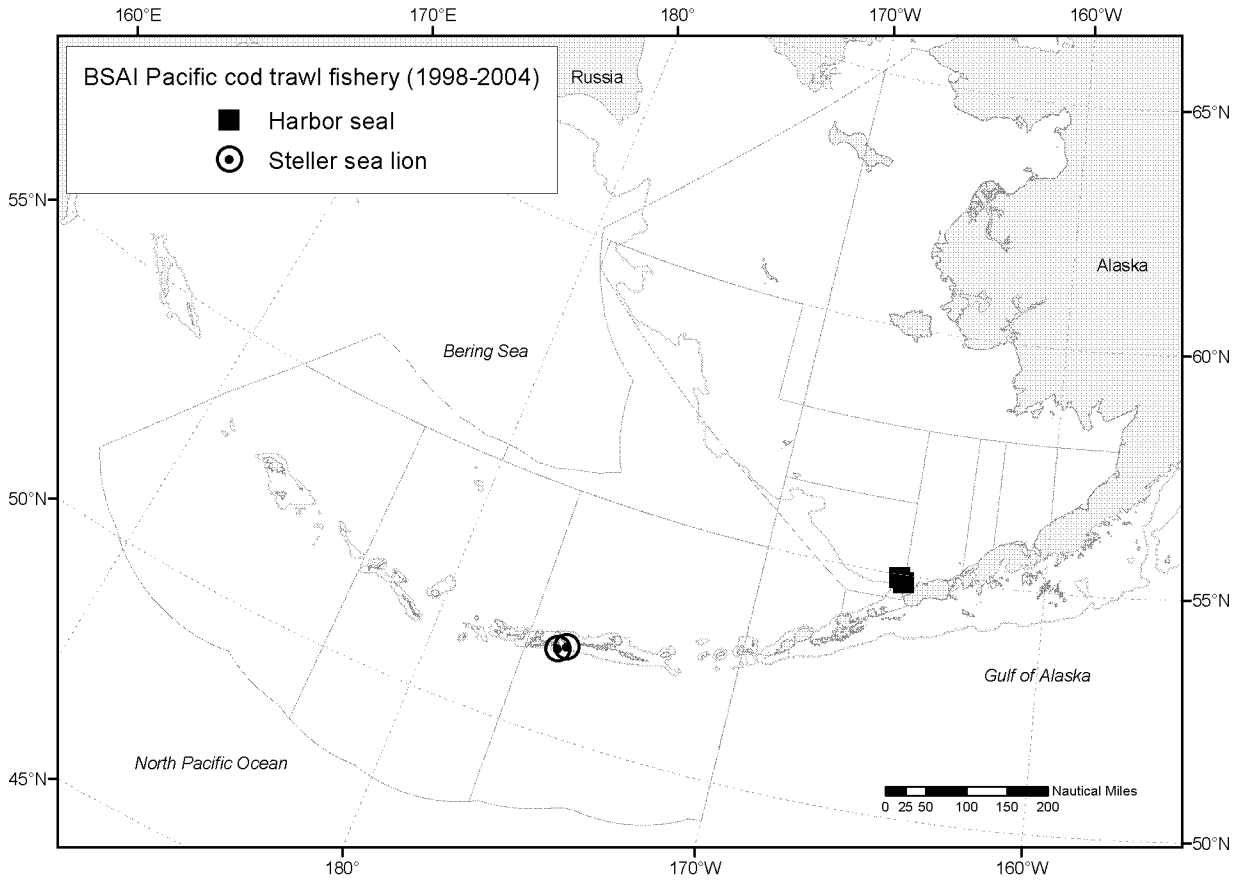 160°E 170°E 180° 170°W 160°W
BSAI Pacific cod trawl fishery (1998-2004)
Harbor seal
Steller sea lion
Russia
65°N
55°N
Alaska
Bering Sea
60°N
50°N
55°N
Gulf of Alaska
North Pacific Ocean
45°N
Nautical Miles
0 25 50 100 150 200
50°N
180° 170°W 160°W